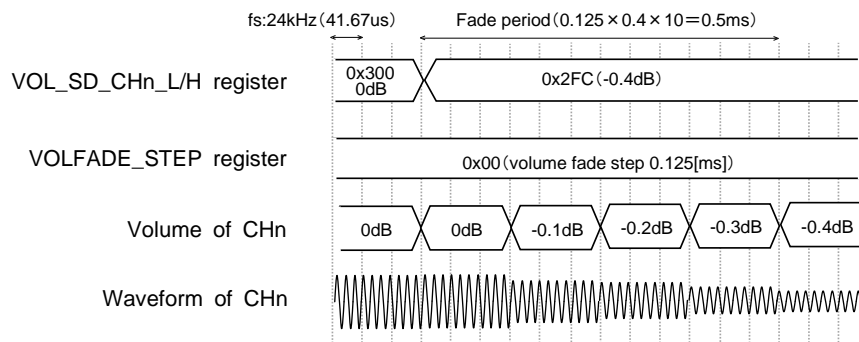 fs:24kHz(41.67us)
Fade period(0.125×0.4×10=0.5ms)
VOL_SD_CHn_L/H register
0x300
0dB
0x2FC(-0.4dB)
VOLFADE_STEP register
0x00(volume fade step 0.125[ms])
Volume of CHn
0dB
0dB
-0.1dB
-0.2dB
-0.3dB
-0.4dB
Waveform of CHn